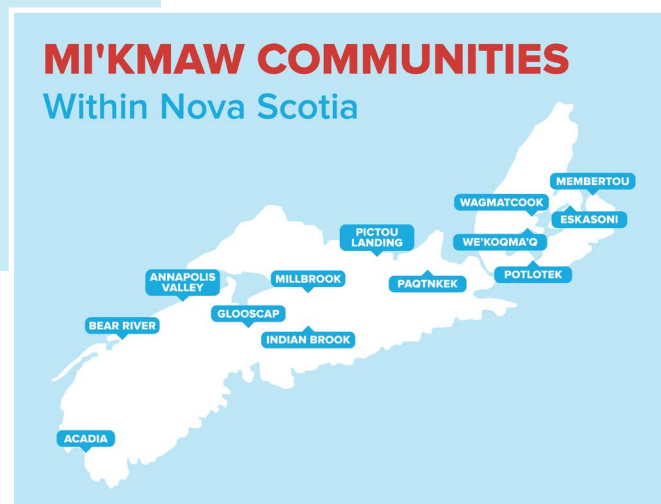 MI'KMAW COMMUNITIES
Within Nova Scotia
MEMBERTOU
WAGMATCOOK
ESKASONI
PICTOU
LANDING
WE'KOQMA'Q
POTLOTEK
ANNAPOLIS
VALLEY
MILLBROOK
PAQTNKEK
GLOOSCAP
BEAR RIVER
INDIAN BROOK
ACADIA